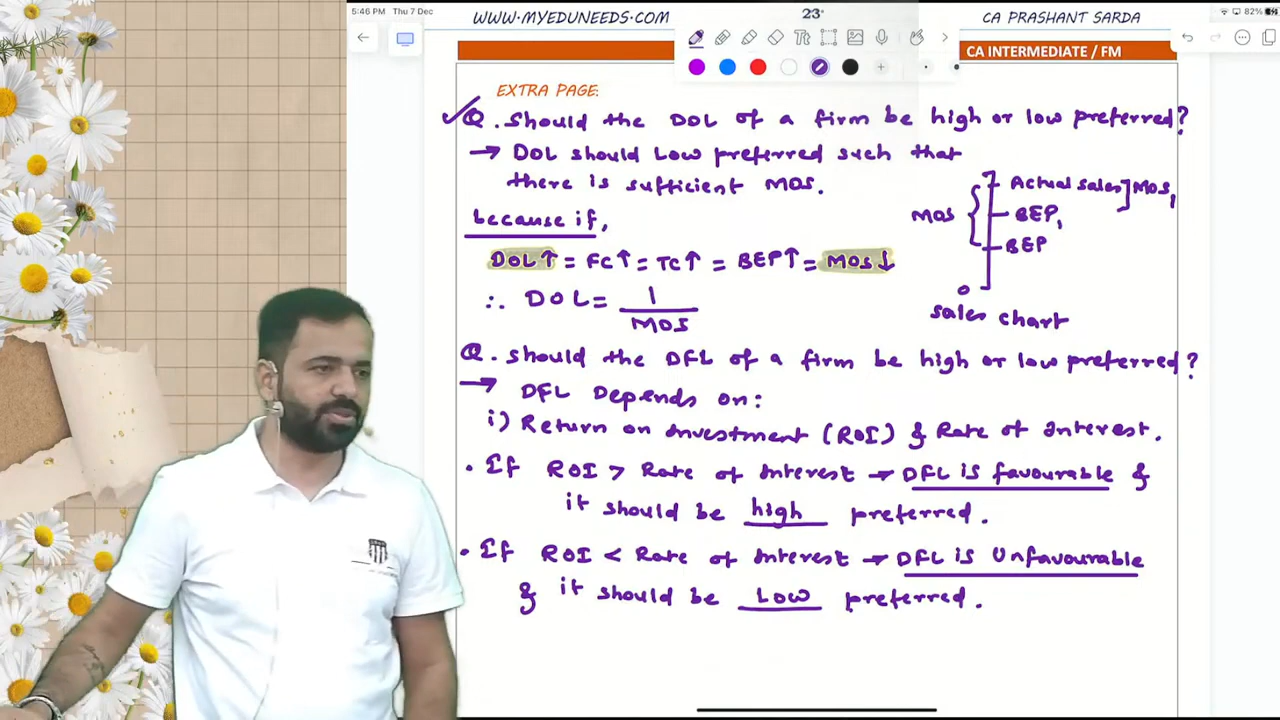 5:46 PM Thu 7 Dec
82%
WWW.MYEDUNEEDS.COM
23
CA PRASHANT SARDA
Tt
CA INTERMEDIATE / FM
EXTRA PAGE:
Q. Should the DOL of a firm be high or low preferred?
→ DOL should Low preferred such that
there is sufficient MOS.
because if,
DOL↑ = FC↑ = TC↑ = BEP↑ = MOS↓
∴ DOL = 1
MOS
MOS
Actual sales ] MOS1
BEP1
BEP
0
Sales chart
Q. Should the DFL of a firm be high or low preferred?
→ DFL Depends on:
i) Return on Investment (ROI) & Rate of Interest.
• If ROI > Rate of Interest → DFL is favourable &
it should be high preferred.
• If ROI < Rate of Interest → DFL is Unfavourable
& it should be LOW preferred.